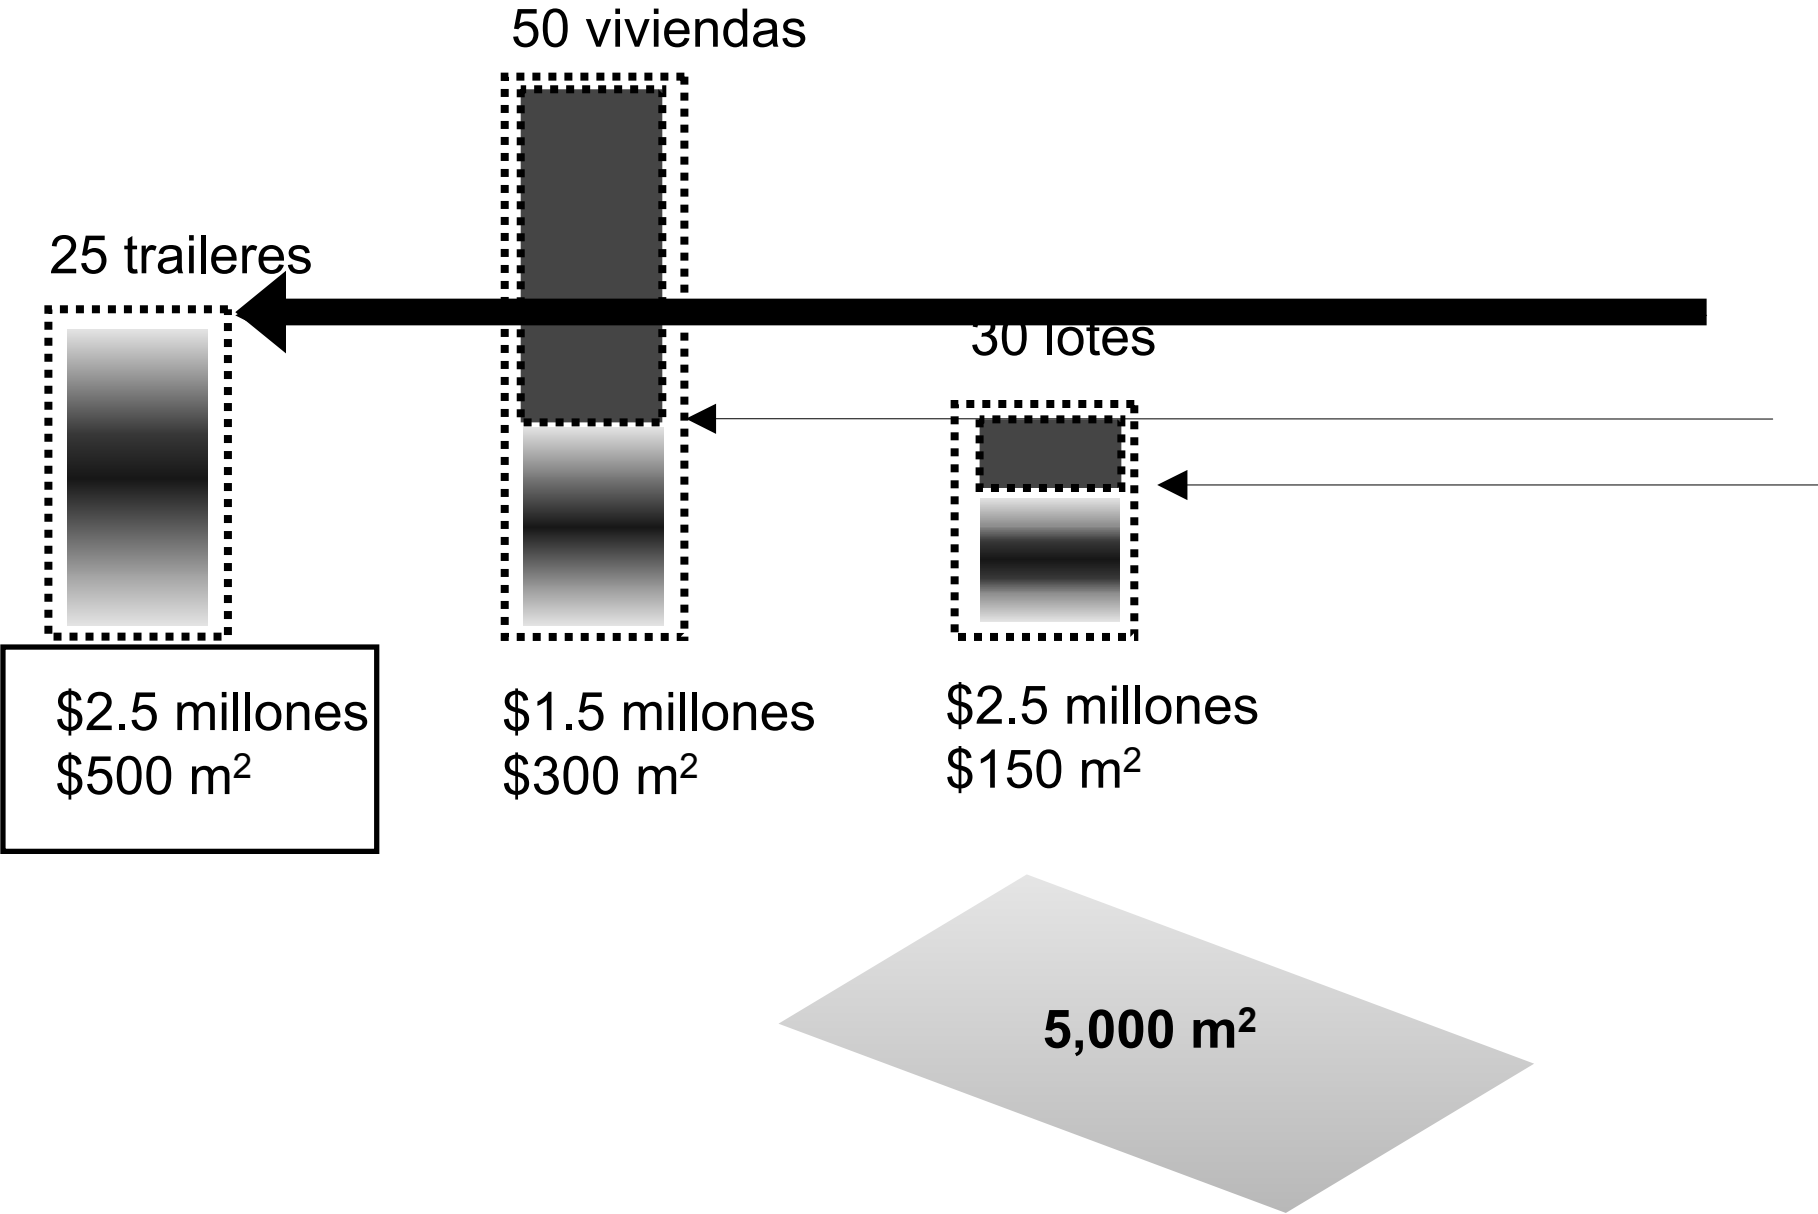 50 viviendas
25 traileres
30 lotes
$2.5 millones
$500 m²
$1.5 millones
$300 m²
$2.5 millones
$150 m²
5,000 m²